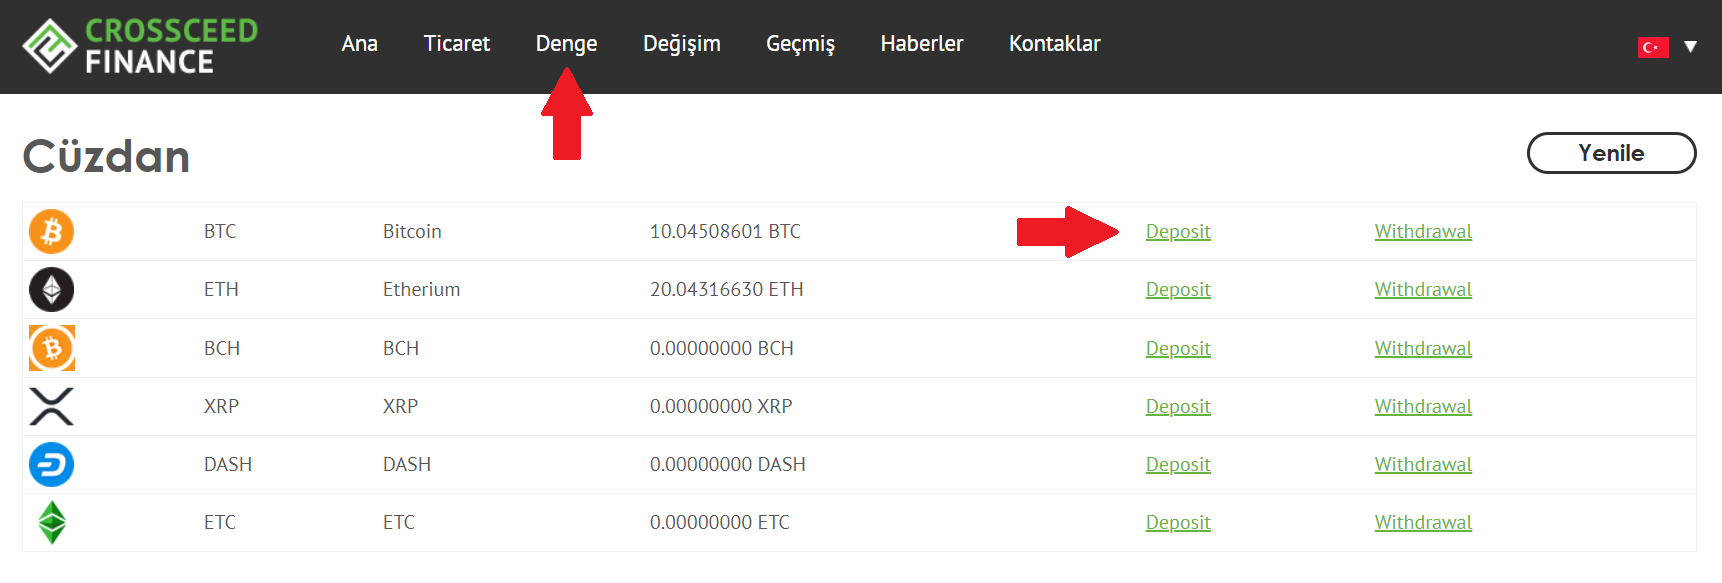 CROSSCEED
FINANCE
Ana Ticaret Denge Değişim Geçmiş Haberler Kontaklar
Cüzdan
Yenile
BTC Bitcoin 10.04508601 BTC Deposit Withdrawal
ETH Etherium 20.04316630 ETH Deposit Withdrawal
BCH BCH 0.00000000 BCH Deposit Withdrawal
XRP XRP 0.00000000 XRP Deposit Withdrawal
DASH DASH 0.00000000 DASH Deposit Withdrawal
ETC ETC 0.00000000 ETC Deposit Withdrawal